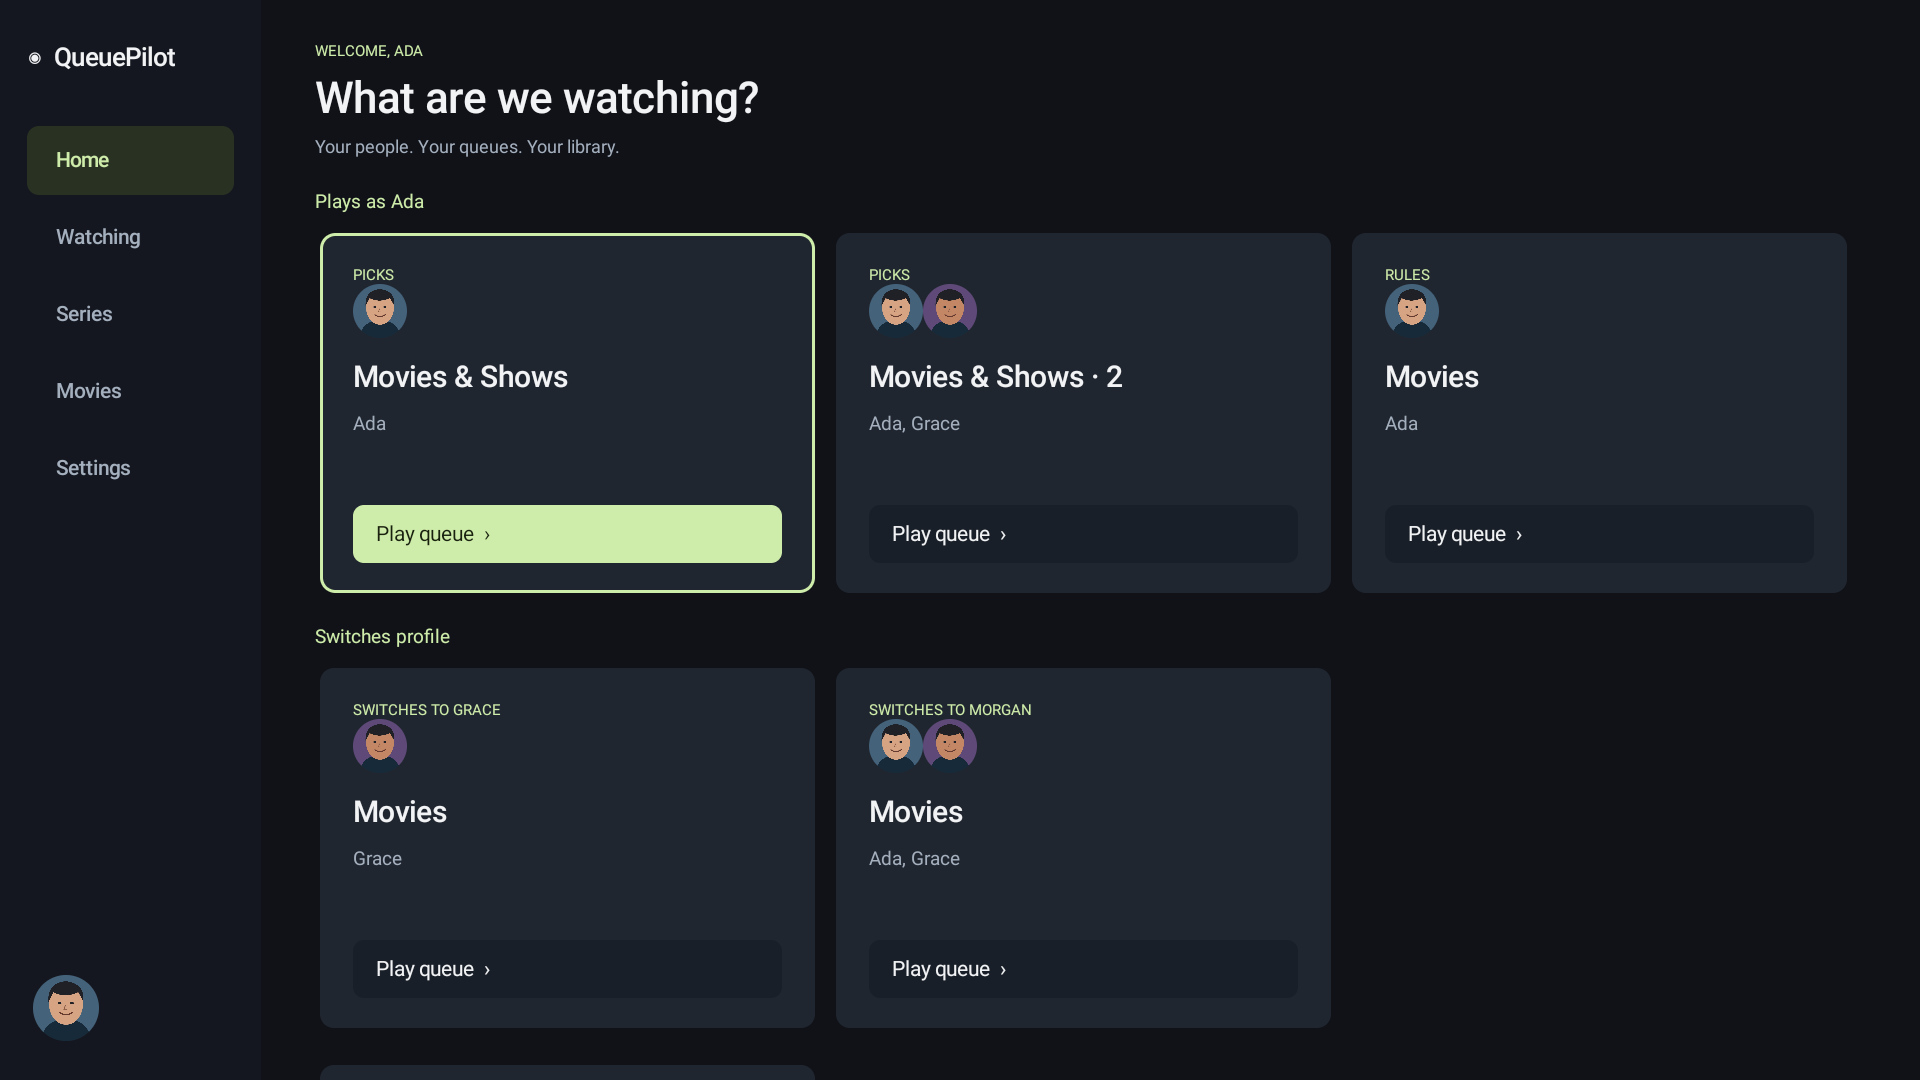 ◉ QueuePilot
Home
Watching
Series
Movies
Settings
WELCOME, ADA
What are we watching?
Your people. Your queues. Your library.
Plays as Ada
PICKS
Movies & Shows
Ada
Play queue ›
PICKS
Movies & Shows · 2
Ada, Grace
Play queue ›
RULES
Movies
Ada
Play queue ›
Switches profile
SWITCHES TO GRACE
Movies
Grace
Play queue ›
SWITCHES TO MORGAN
Movies
Ada, Grace
Play queue ›